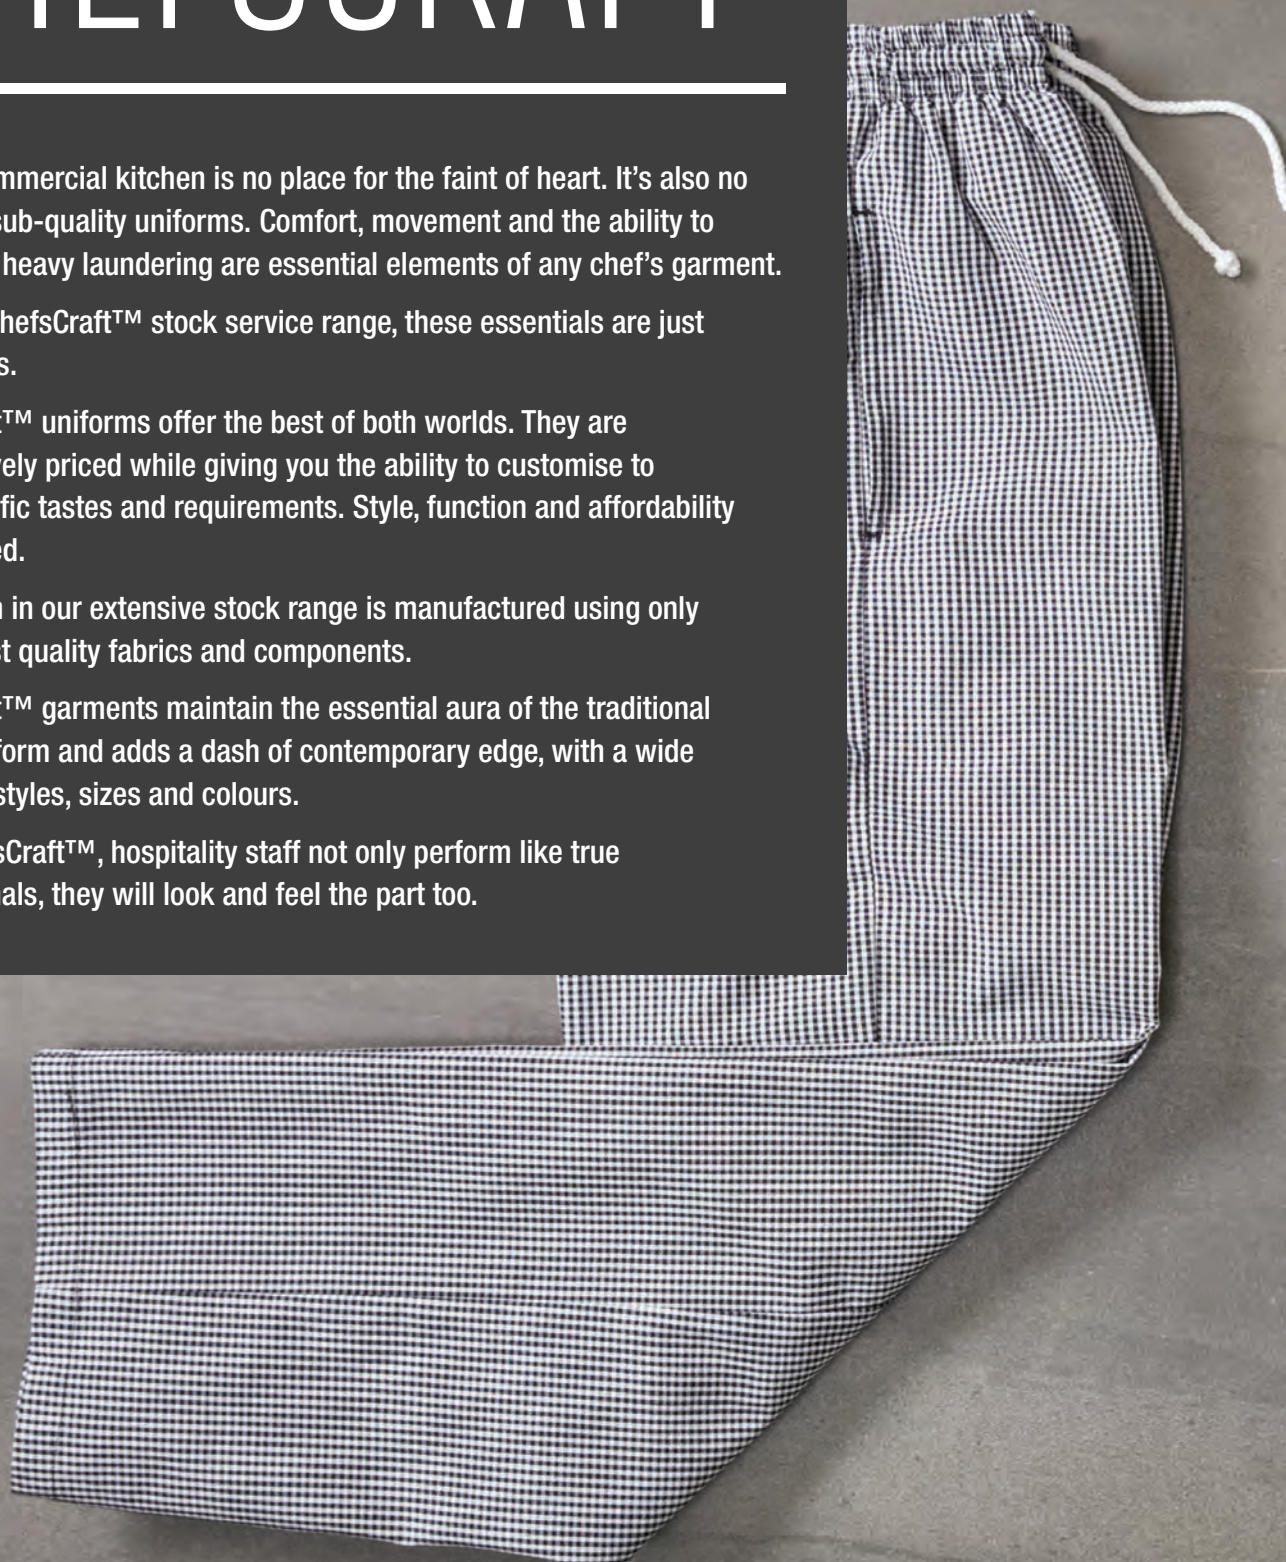 HEFSCRAFT
mmercial kitchen is no place for the faint of heart. It’s also no
sub-quality uniforms. Comfort, movement and the ability to
heavy laundering are essential elements of any chef’s garment.
hefsCraft™ stock service range, these essentials are just
s.
t™ uniforms offer the best of both worlds. They are
vely priced while giving you the ability to customise to
fic tastes and requirements. Style, function and affordability
ed.
n in our extensive stock range is manufactured using only
st quality fabrics and components.
t™ garments maintain the essential aura of the traditional
form and adds a dash of contemporary edge, with a wide
styles, sizes and colours.
sCraft™, hospitality staff not only perform like true
nals, they will look and feel the part too.